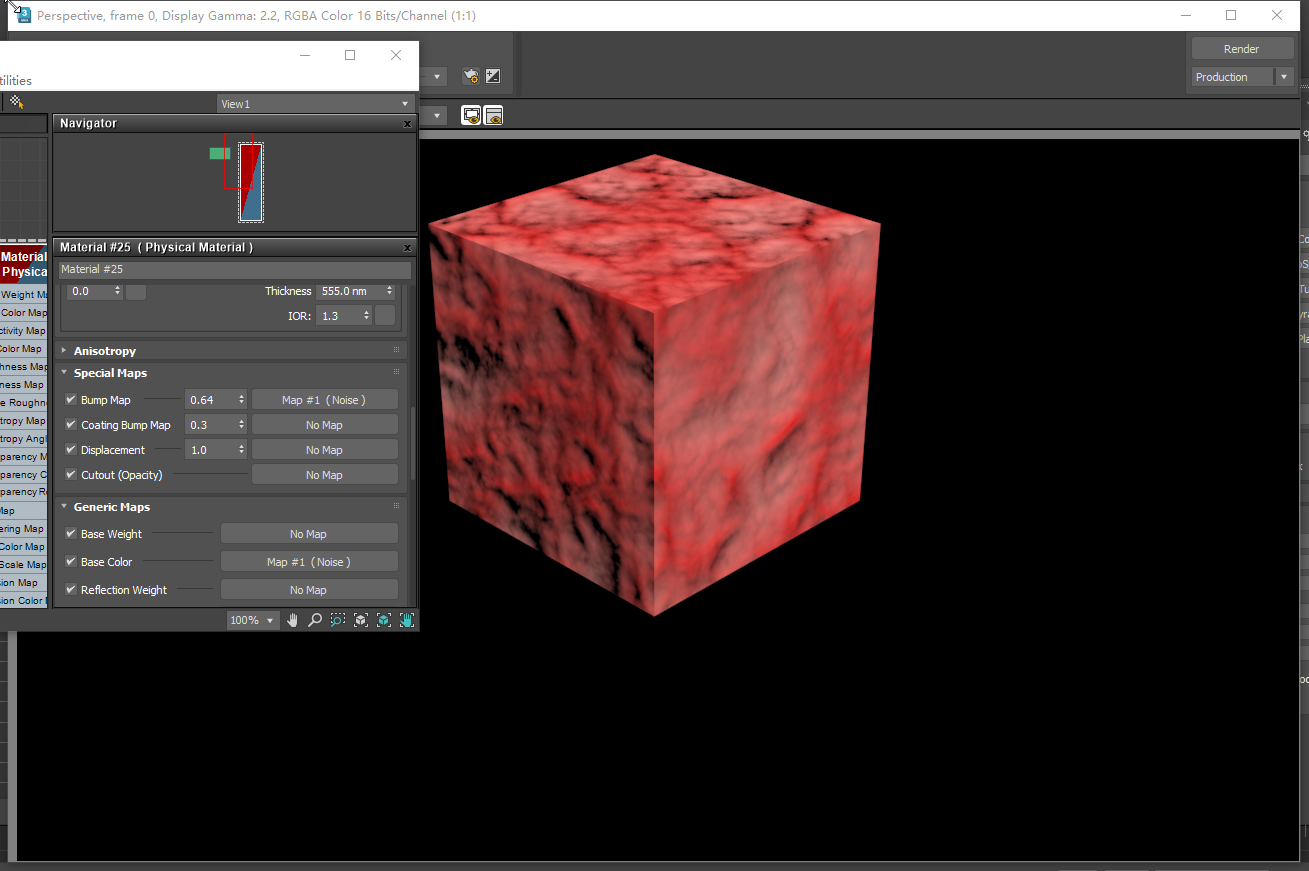 Perspective, frame 0, Display Gamma: 2.2, RGBA Color 16 Bits/Channel (1:1)
Render
Production
tilities
View1
Navigator
Material #25 ( Physical Material )
Material #25
0.0
Thickness 555.0 nm
IOR: 1.3
Anisotropy
Special Maps
Bump Map 0.64 Map #1 (Noise )
Coating Bump Map 0.3 No Map
Displacement 1.0 No Map
Cutout (Opacity) No Map
Generic Maps
Base Weight No Map
Base Color Map #1 (Noise )
Reflection Weight No Map
100%
Material
Physica
Weight Ma
Color Map
ctivity Map
Color Map
hness Map
ness Map
e Roughn
tropy Map
tropy Angl
parency M
parency C
parency Ro
Map
ering Map
Color Map
Scale Map
sion Map
sion Color